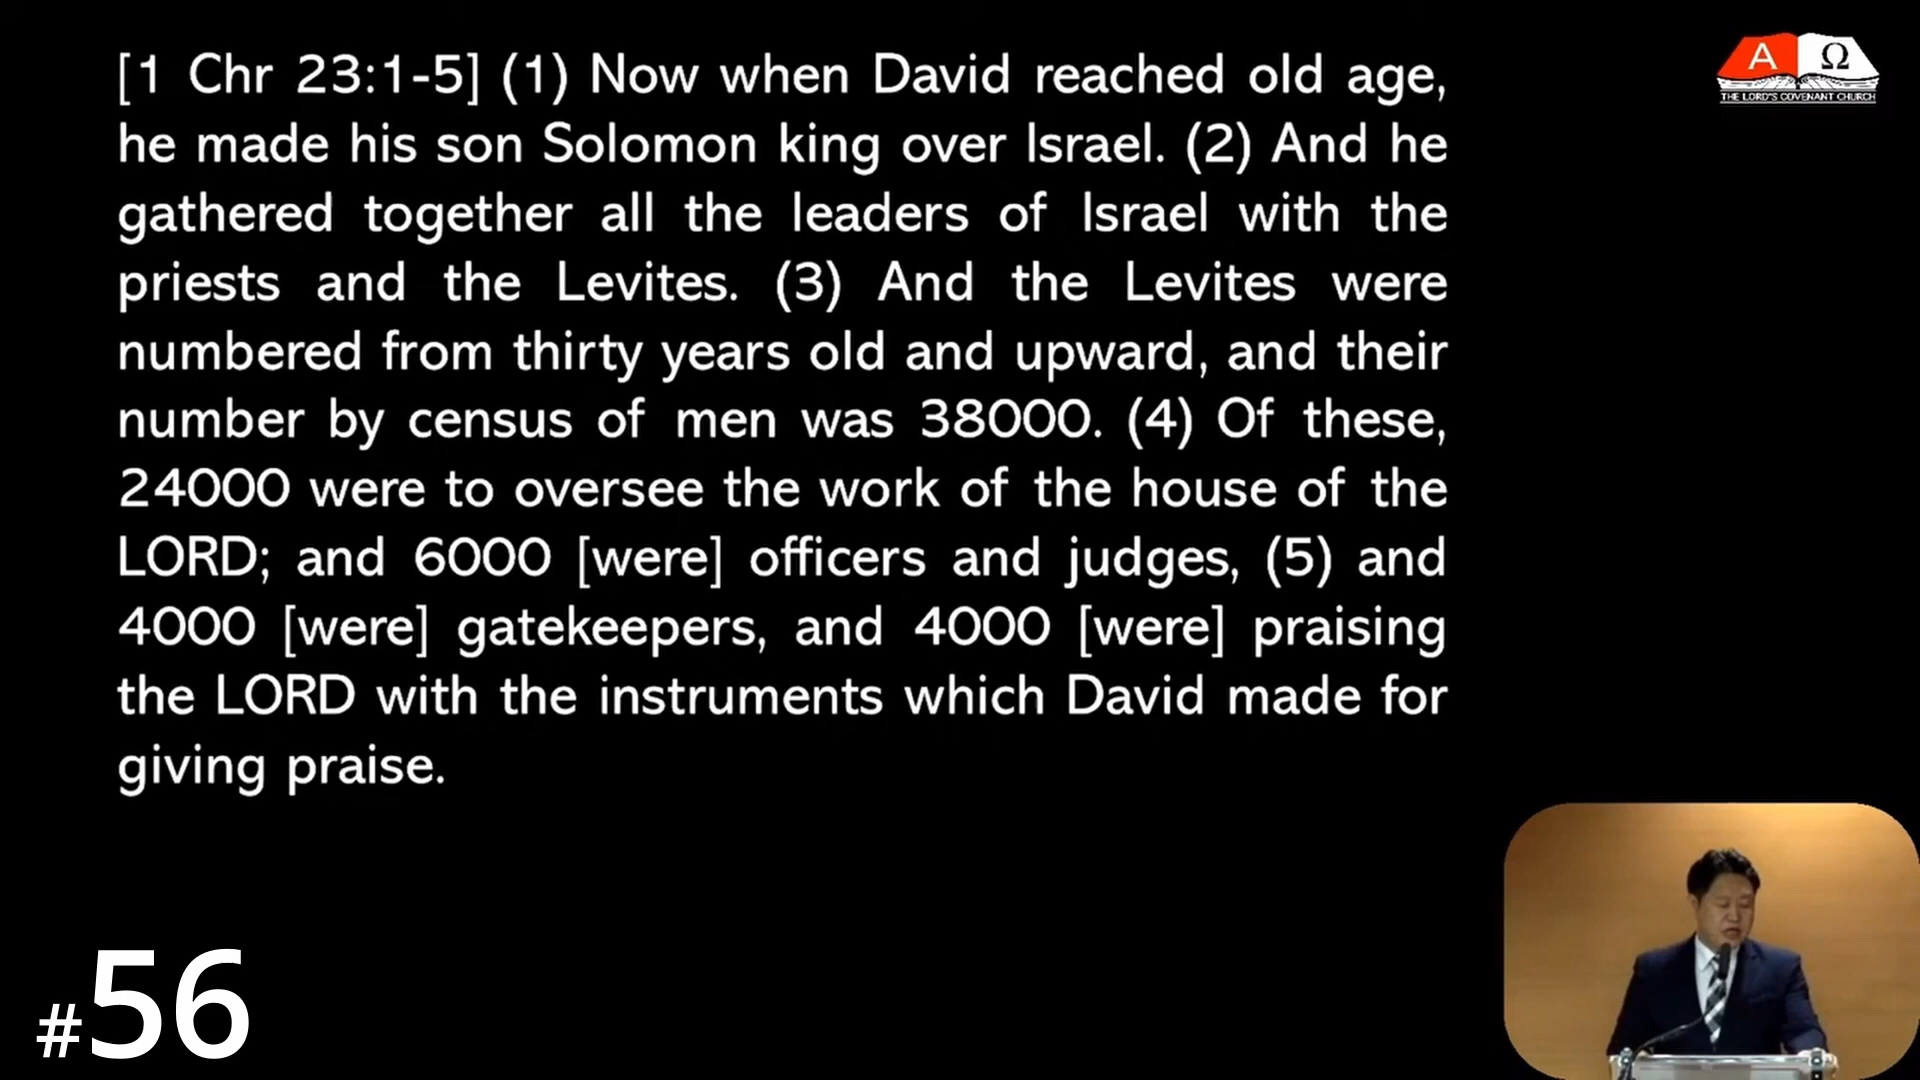 [1 Chr 23:1-5] (1) Now when David reached old age,
he made his son Solomon king over Israel. (2) And he
gathered together all the leaders of Israel with the
priests and the Levites. (3) And the Levites were
numbered from thirty years old and upward, and their
number by census of men was 38000. (4) Of these,
24000 were to oversee the work of the house of the
LORD; and 6000 [were] officers and judges, (5) and
4000 [were] gatekeepers, and 4000 [were] praising
the LORD with the instruments which David made for
giving praise.
A Ω
THE LORD'S COVENANT CHURCH
#56